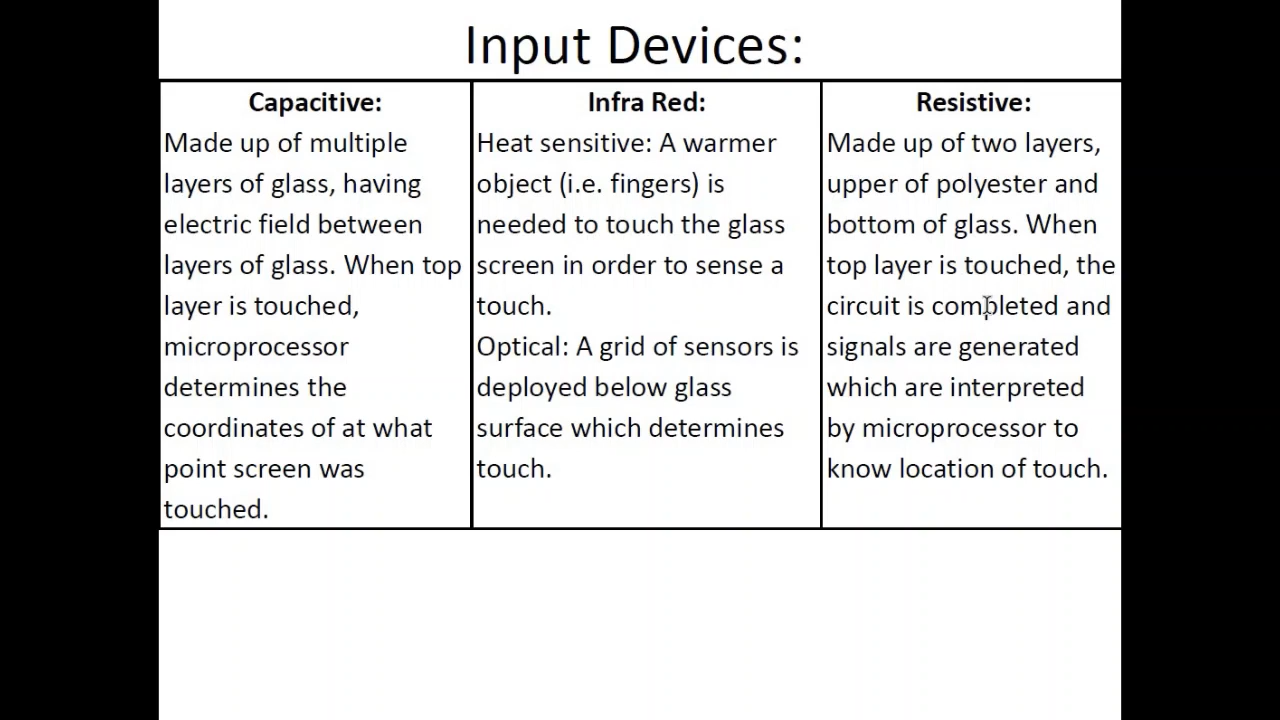 Input Devices:
Capacitive:
Made up of multiple
layers of glass, having
electric field between
layers of glass. When top
layer is touched,
microprocessor
determines the
coordinates of at what
point screen was
touched.
Infra Red:
Heat sensitive: A warmer
object (i.e. fingers) is
needed to touch the glass
screen in order to sense a
touch.
Optical: A grid of sensors is
deployed below glass
surface which determines
touch.
Resistive:
Made up of two layers,
upper of polyester and
bottom of glass. When
top layer is touched, the
circuit is completed and
signals are generated
which are interpreted
by microprocessor to
know location of touch.